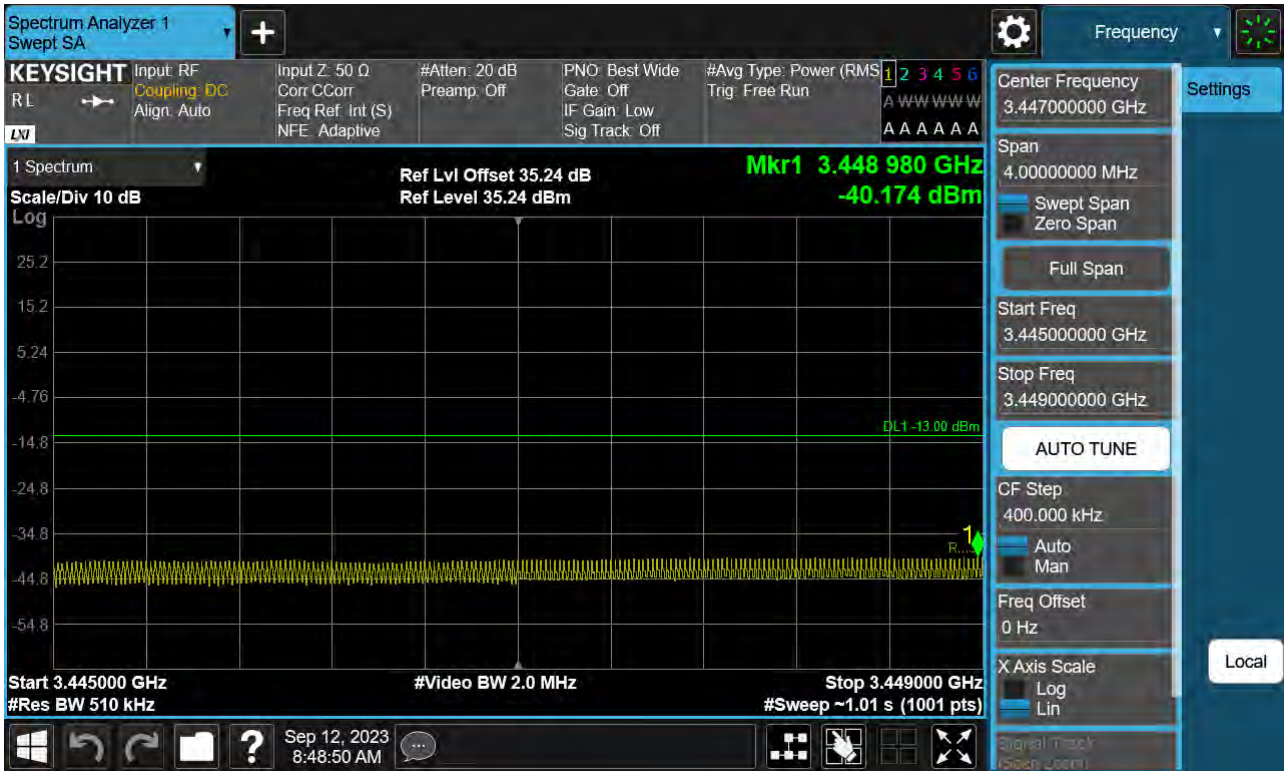 Spectrum Analyzer 1
Swept SA
+
Frequency
KEYSIGHT
RL
LXI
Input: RF
Coupling: DC
Align: Auto
Input Z: 50 Ω
Corr CCorr
Freq Ref: Int (S)
NFE: Adaptive
#Atten: 20 dB
Preamp: Off
PNO: Best Wide
Gate: Off
IF Gain: Low
Sig Track: Off
#Avg Type: Power (RMS
Trig: Free Run
1 2 3 4 5 6
A W W W W W
A A A A A A
1 Spectrum
Scale/Div 10 dB
Log
Ref Lvl Offset 35.24 dB
Ref Level 35.24 dBm
Mkr1 3.448 980 GHz
-40.174 dBm
25.2
15.2
5.24
-4.76
-14.8
-24.8
-34.8
-44.8
-54.8
DL1 -13.00 dBm
1
R...
Start 3.445000 GHz
#Res BW 510 kHz
#Video BW 2.0 MHz
Stop 3.449000 GHz
#Sweep ~1.01 s (1001 pts)
Center Frequency
3.447000000 GHz
Span
4.00000000 MHz
Swept Span
Zero Span
Full Span
Start Freq
3.445000000 GHz
Stop Freq
3.449000000 GHz
AUTO TUNE
CF Step
400.000 kHz
Auto
Man
Freq Offset
0 Hz
X Axis Scale
Log
Lin
Signal Track
(Span Zoom)
Settings
Local
?
Sep 12, 2023
8:48:50 AM